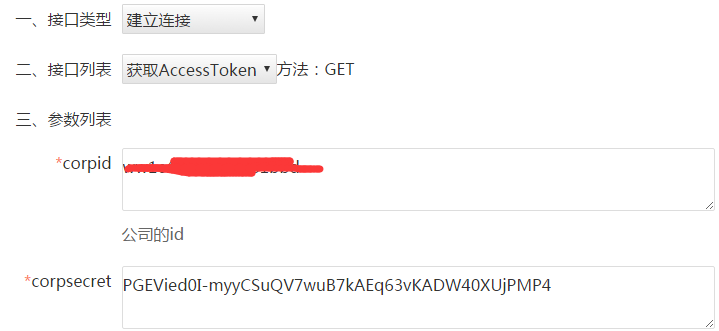 一、接口类型 建立连接
二、接口列表 获取AccessToken 方法：GET
三、参数列表
*corpid
公司的id
*corpsecret PGEVied0I-myyCSuQV7wuB7kAEq63vKADW40XUjPMP4